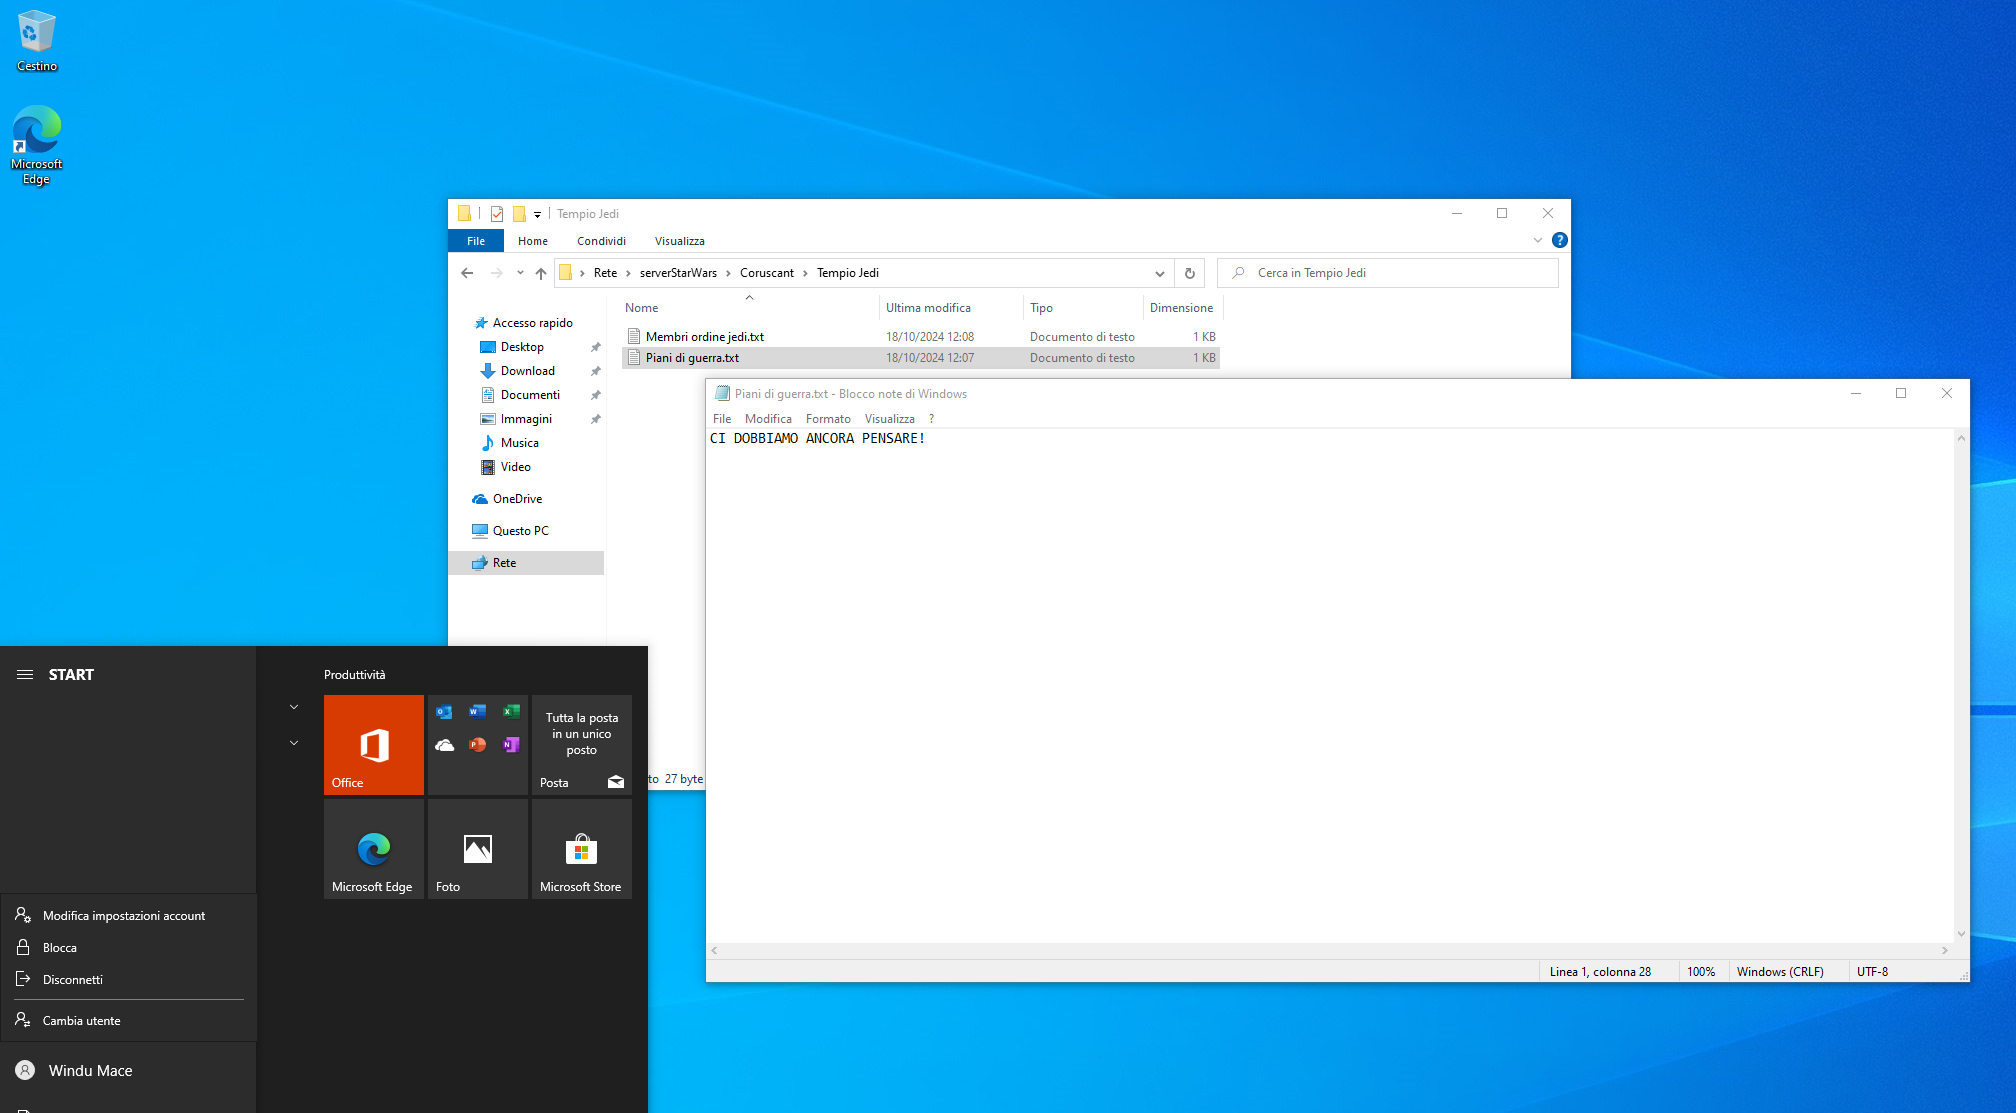 Cestino
Microsoft
Edge
Tempio Jedi
File Home Condividi Visualizza ?
Rete serverStarWars Coruscant Tempio Jedi Cerca in Tempio Jedi
Nome Ultima modifica Tipo Dimensione
Accesso rapido
Desktop
Download
Documenti
Immagini
Musica
Video
OneDrive
Questo PC
Rete
Membri ordine jedi.txt 18/10/2024 12:08 Documento di testo 1 KB
Piani di guerra.txt 18/10/2024 12:07 Documento di testo 1 KB
to 27 byte
Piani di guerra.txt - Blocco note di Windows
File Modifica Formato Visualizza ?
CI DOBBIAMO ANCORA PENSARE!
Linea 1, colonna 28 100% Windows (CRLF) UTF-8
START
Produttività
Office
Tutta la posta
in un unico
posto
Posta
Microsoft Edge
Foto
Microsoft Store
Modifica impostazioni account
Blocca
Disconnetti
Cambia utente
Windu Mace